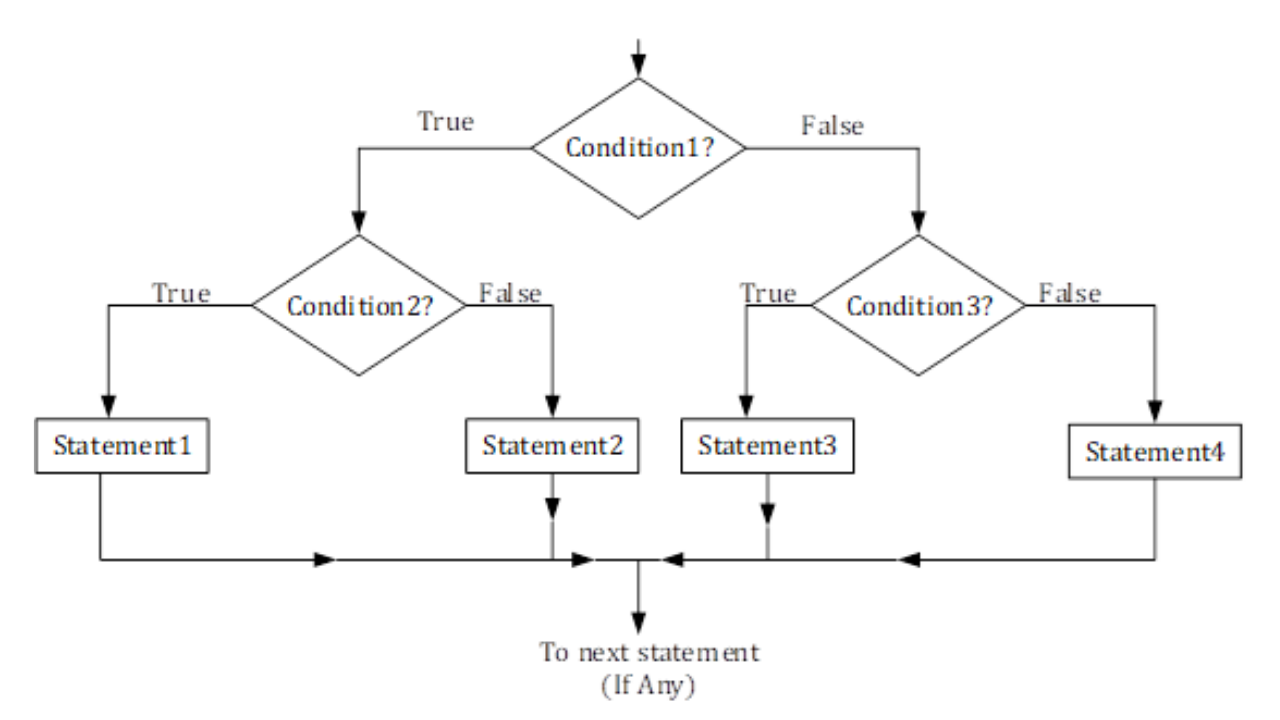 True
False
Condition1?
True
Condition2?
False
True
Condition3?
False
Statement1
Statement2
Statement3
Statement4
To next statement
(If Any)